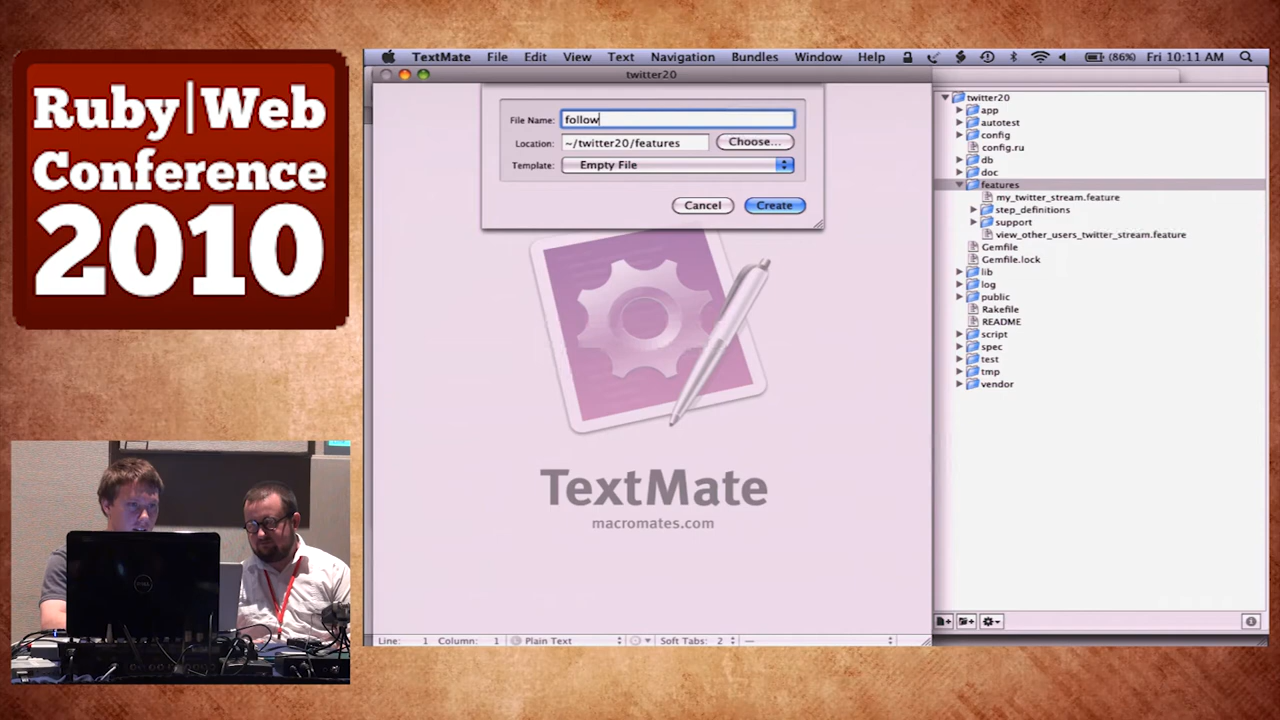 Ruby|Web
Conference
2010
TextMate File Edit View Text Navigation Bundles Window Help (86%) Fri 10:11 AM
twitter20
File Name: follow
Location: ~/twitter20/features Choose...
Template: Empty File
Cancel Create
TextMate
macromates.com
Line: 1 Column: 1 Plain Text Soft Tabs: 2 —
twitter20
app
autotest
config
config.ru
db
doc
features
my_twitter_stream.feature
step_definitions
support
view_other_users_twitter_stream.feature
Gemfile
Gemfile.lock
lib
log
public
Rakefile
README
script
spec
test
tmp
vendor
DELL